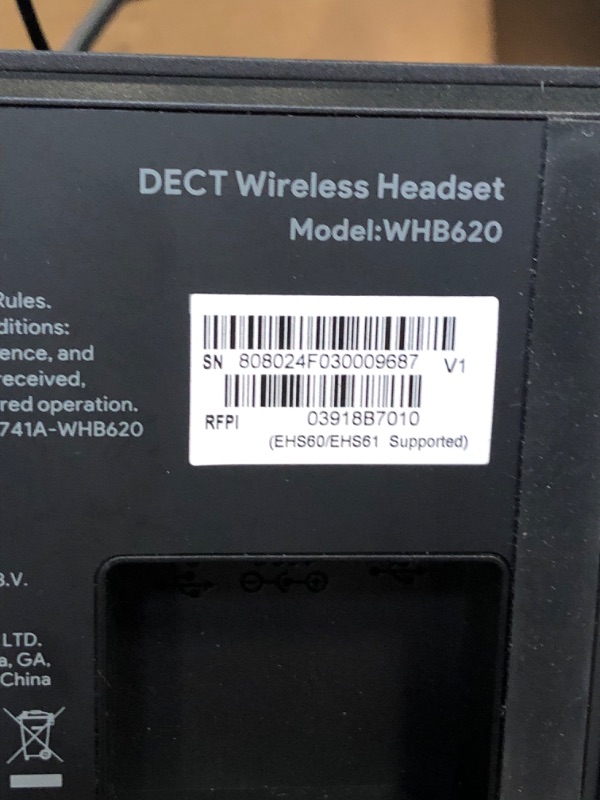 DECT Wireless Headset
Model:WHB620
Rules.
ditions:
ence, and
received,
red operation.
741A-WHB620
SN 808024F030009687 V1
RFPI 03918B7010
(EHS60/EHS61 Supported)
B.V.
LTD.
a, GA,
China